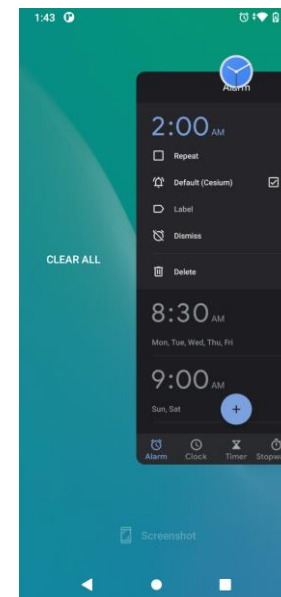 1:43
Alarm
2:00 AM
Repeat
Default (Cesium)
Label
Dismiss
Delete
CLEAR ALL
8:30 AM
Mon, Tue, Wed, Thu, Fri
9:00 AM
Sun, Sat
Alarm Clock Timer
Screenshot